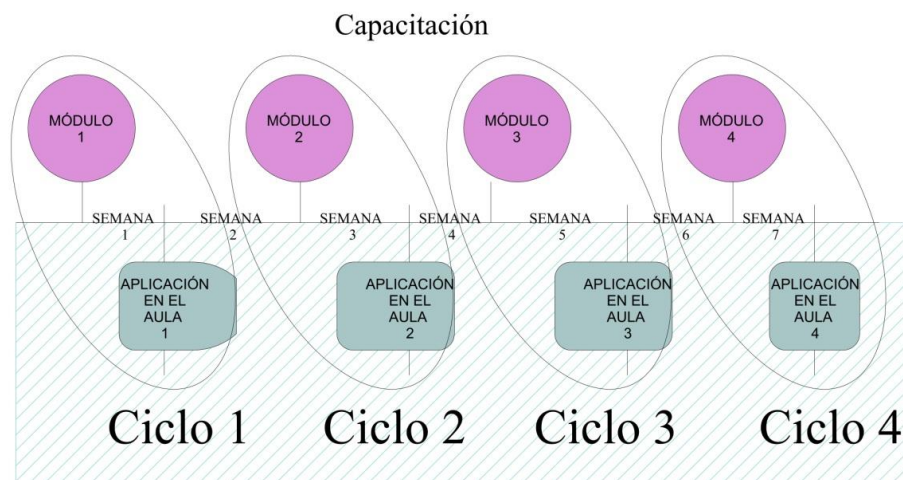 Capacitación
MÓDULO
1
MÓDULO
2
MÓDULO
3
MÓDULO
4
SEMANA
1
SEMANA
2
SEMANA
3
SEMANA
4
SEMANA
5
SEMANA
6
SEMANA
7
APLICACIÓN
EN EL
AULA
1
APLICACIÓN
EN EL
AULA
2
APLICACIÓN
EN EL
AULA
3
APLICACIÓN
EN EL
AULA
4
Ciclo 1
Ciclo 2
Ciclo 3
Ciclo 4